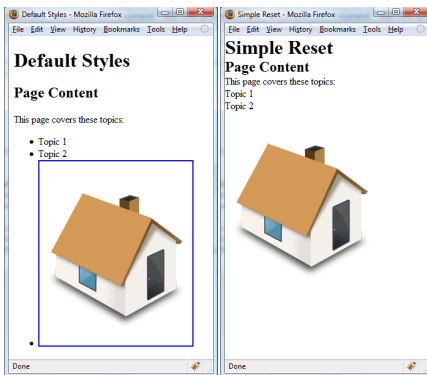 Default Styles - Mozilla Firefox
File Edit View History Bookmarks Tools Help
Default Styles
Page Content
This page covers these topics:
• Topic 1
• Topic 2
•
Done
Simple Reset - Mozilla Firefox
File Edit View History Bookmarks Tools Help
Simple Reset
Page Content
This page covers these topics:
Topic 1
Topic 2
Done